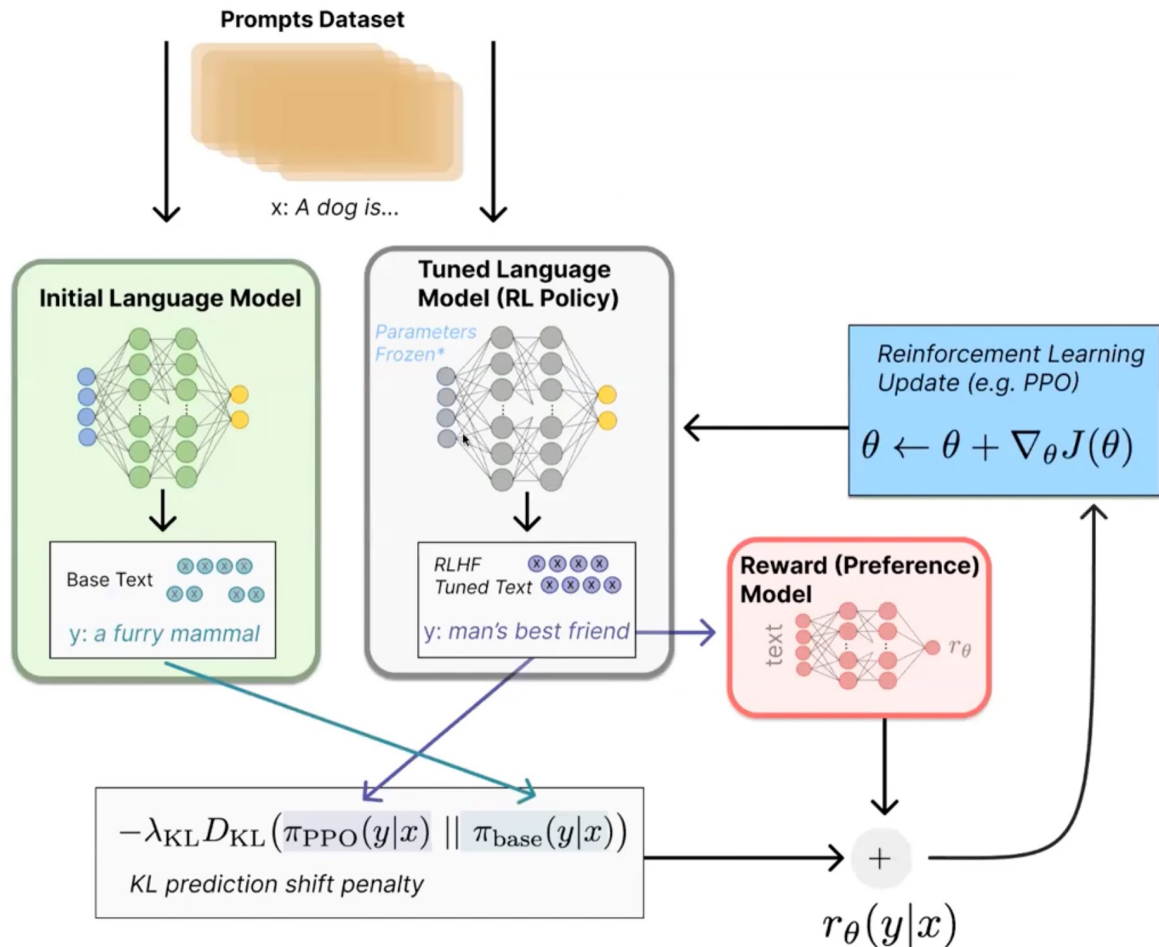 Prompts Dataset
x: A dog is...
Initial Language Model
Tuned Language
Model (RL Policy)
Parameters
Frozen*
Reinforcement Learning
Update (e.g. PPO)
θ ← θ + ∇θJ(θ)
Base Text
x x x x
x x x x
y: a furry mammal
RLHF
Tuned Text
x x x x
x x x x
y: man's best friend
Reward (Preference)
Model
text
rθ
−λKL DKL(πPPO(y|x) || πbase(y|x))
KL prediction shift penalty
+
rθ(y|x)